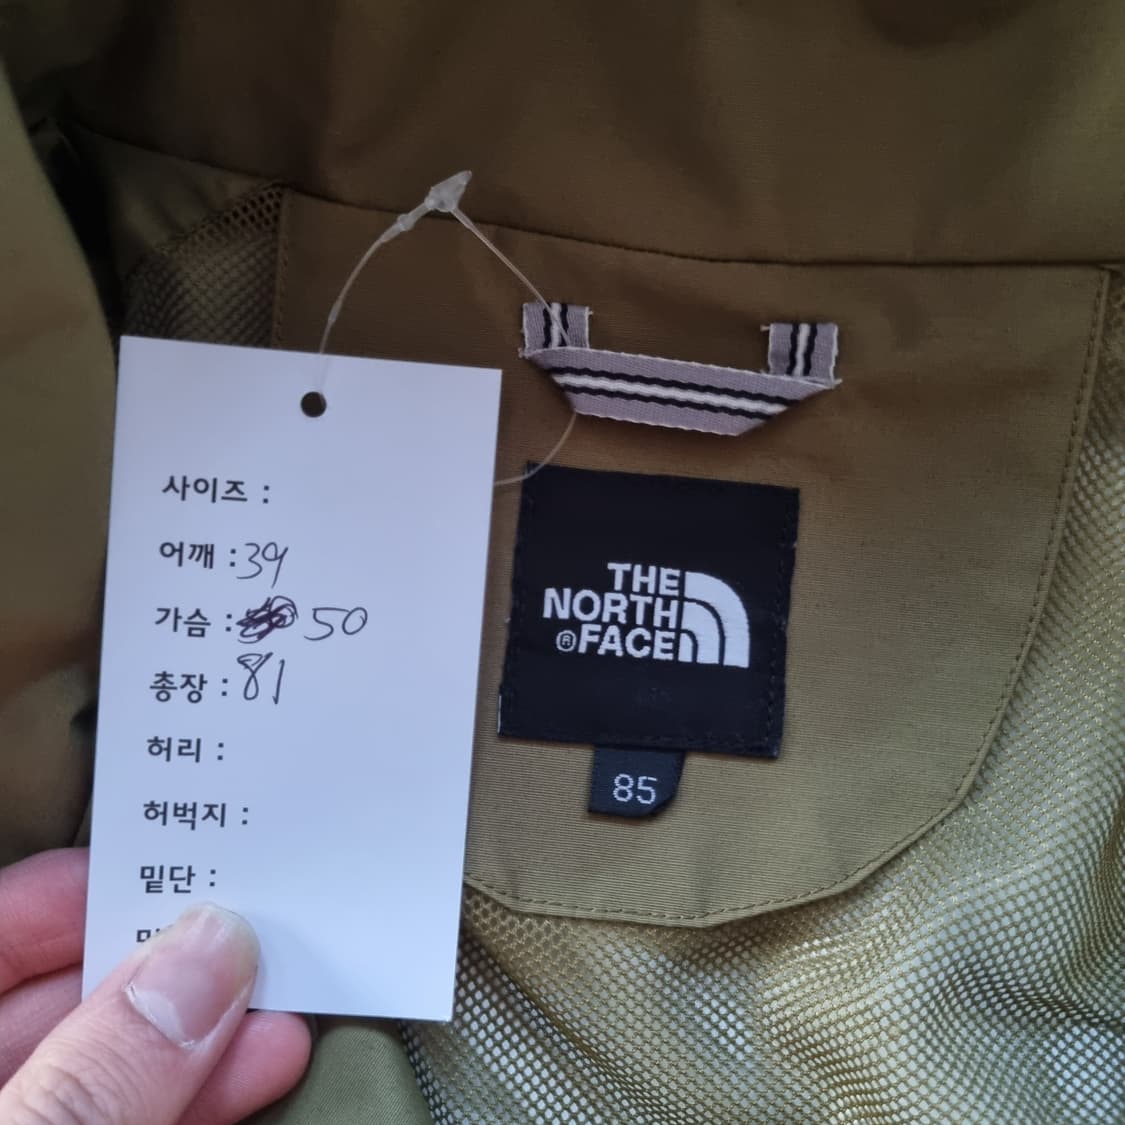 사이즈 :
어깨 : 39
가슴 : 50
총장 : 81
허리 :
허벅지 :
밑단 :
THE
NORTH
®FACE
85